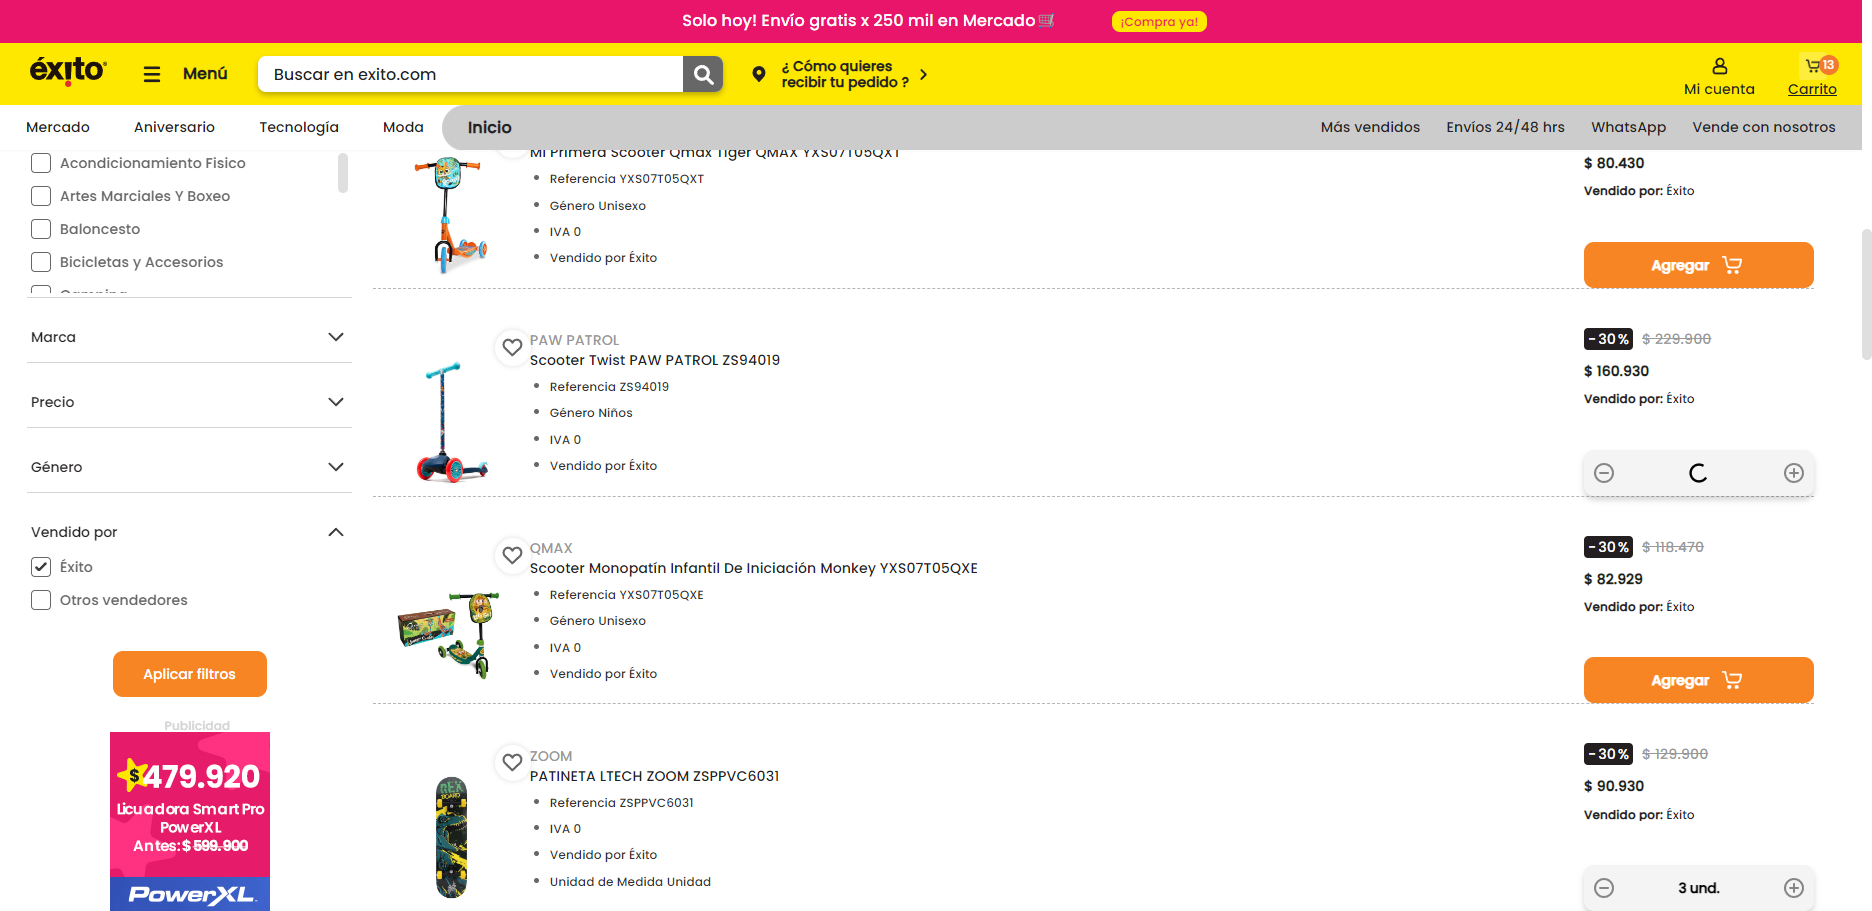 Solo hoy! Envío gratis x 250 mil en Mercado
¡Compra ya!
éxito
Menú
Buscar en exito.com
¿ Cómo quieres
recibir tu pedido ?
Mi cuenta
13
Carrito
Mercado
Aniversario
Tecnología
Moda
Inicio
Más vendidos
Envíos 24/48 hrs
WhatsApp
Vende con nosotros
Acondicionamiento Fisico
Artes Marciales Y Boxeo
Baloncesto
Bicicletas y Accesorios
Marca
Precio
Género
Vendido por
Éxito
Otros vendedores
Aplicar filtros
Publicidad
$479.920
Licuadora Smart Pro
PowerXL
Antes: $ 599.900
PowerXL
Mi Primera Scooter Qmax Tiger QMAX YXS07T05QXT
Referencia YXS07T05QXT
Género Unisexo
IVA 0
Vendido por Éxito
$ 80.430
Vendido por: Éxito
Agregar
PAW PATROL
Scooter Twist PAW PATROL ZS94019
Referencia ZS94019
Género Niños
IVA 0
Vendido por Éxito
-30% $ 229.900
$ 160.930
Vendido por: Éxito
QMAX
Scooter Monopatín Infantil De Iniciación Monkey YXS07T05QXE
Referencia YXS07T05QXE
Género Unisexo
IVA 0
Vendido por Éxito
-30% $ 118.470
$ 82.929
Vendido por: Éxito
Agregar
ZOOM
PATINETA LTECH ZOOM ZSPPVC6031
Referencia ZSPPVC6031
IVA 0
Vendido por Éxito
Unidad de Medida Unidad
REX
BOARD
-30% $ 129.900
$ 90.930
Vendido por: Éxito
3 und.